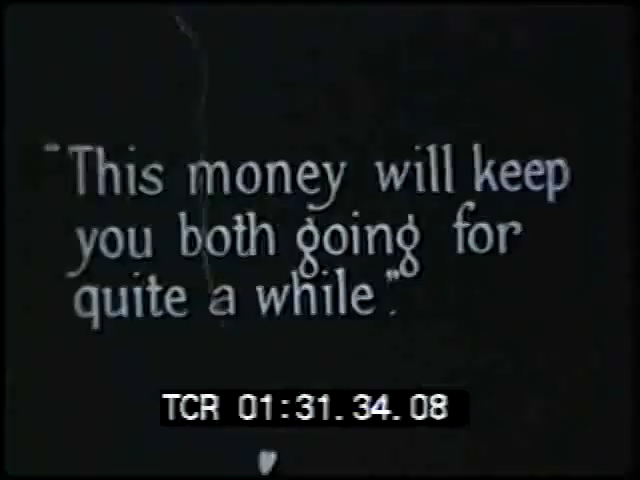 "This money will keep
you both going for
quite a while".
TCR 01:31.34.08